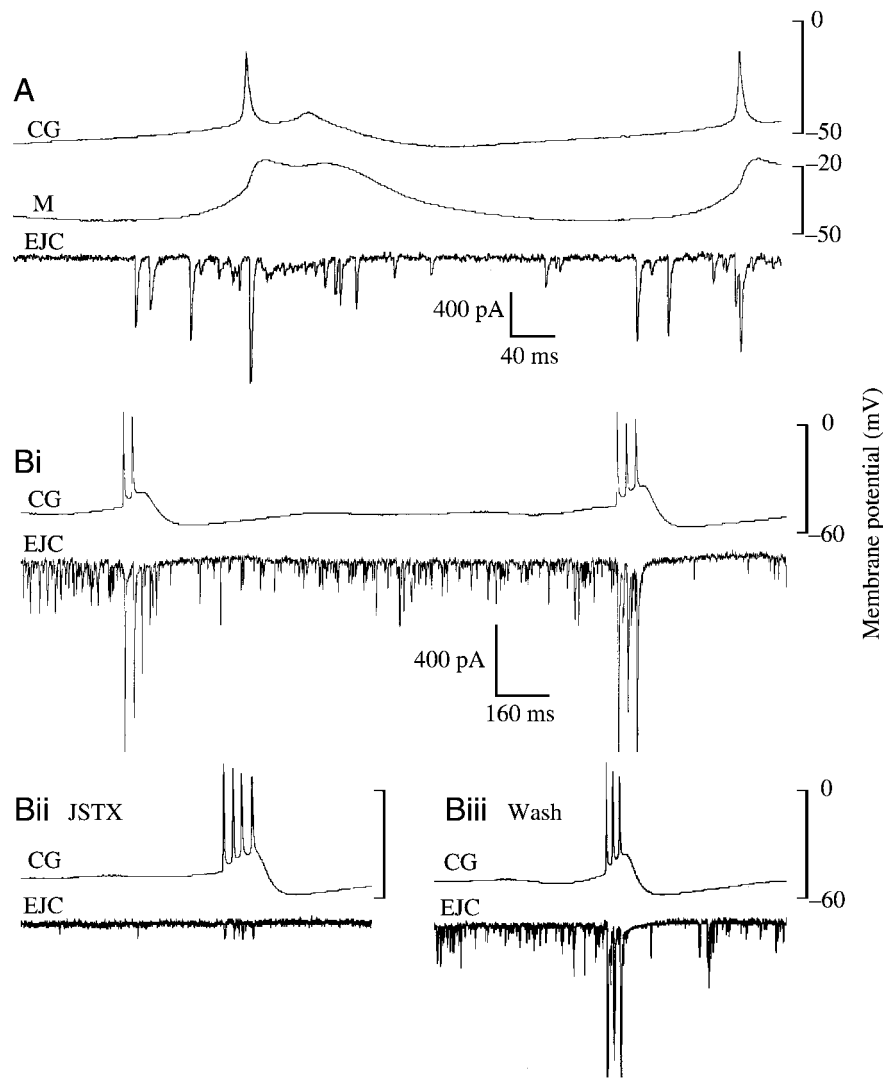 A
0
CG
−50
−20
M
−50
EJC
400 pA
40 ms
Membrane potential (mV)
Bi
0
CG
−60
EJC
400 pA
160 ms
Bii JSTX
CG
EJC
Biii Wash
0
CG
−60
EJC